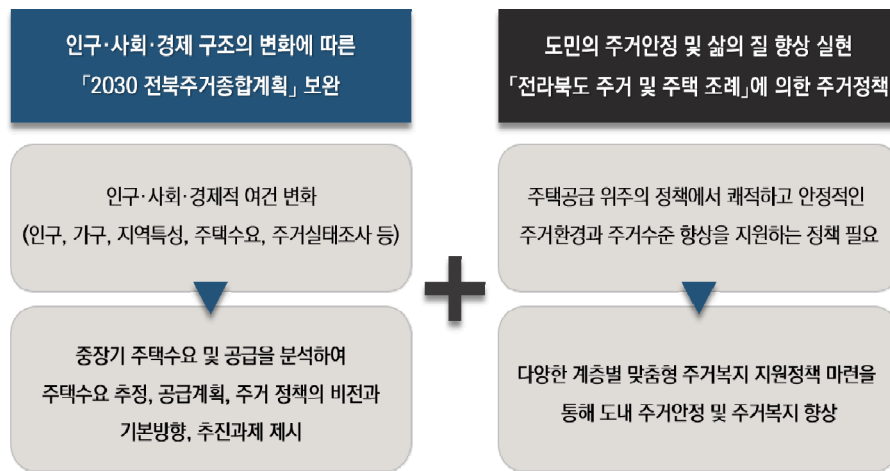 인구·사회·경제 구조의 변화에 따른
「2030 전북주거종합계획」 보완
인구·사회·경제적 여건 변화
(인구, 가구, 지역특성, 주택수요, 주거실태조사 등)
중장기 주택수요 및 공급을 분석하여
주택수요 추정, 공급계획, 주거 정책의 비전과
기본방향, 추진과제 제시
도민의 주거안정 및 삶의 질 향상 실현
「전라북도 주거 및 주택 조례」에 의한 주거정책
주택공급 위주의 정책에서 쾌적하고 안정적인
주거환경과 주거수준 향상을 지원하는 정책 필요
다양한 계층별 맞춤형 주거복지 지원정책 마련을
통해 도내 주거안정 및 주거복지 향상